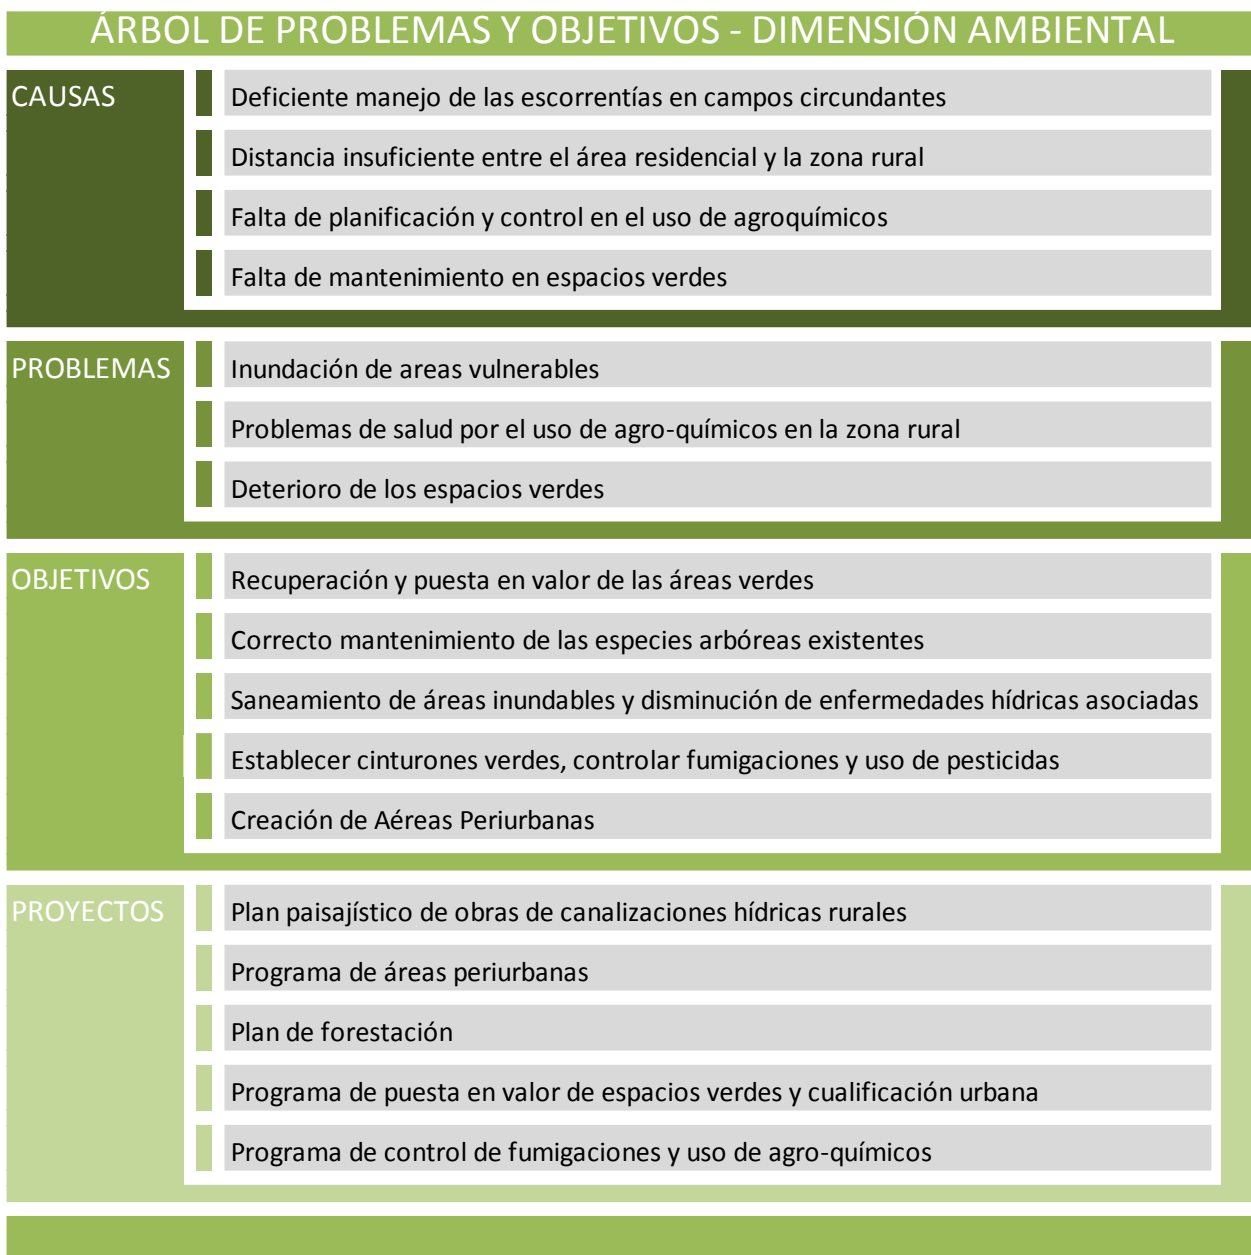 ÁRBOL DE PROBLEMAS Y OBJETIVOS - DIMENSIÓN AMBIENTAL
CAUSAS
Deficiente manejo de las escorrentías en campos circundantes
Distancia insuficiente entre el área residencial y la zona rural
Falta de planificación y control en el uso de agroquímicos
Falta de mantenimiento en espacios verdes
PROBLEMAS
Inundación de areas vulnerables
Problemas de salud por el uso de agro-químicos en la zona rural
Deterioro de los espacios verdes
OBJETIVOS
Recuperación y puesta en valor de las áreas verdes
Correcto mantenimiento de las especies arbóreas existentes
Saneamiento de áreas inundables y disminución de enfermedades hídricas asociadas
Establecer cinturones verdes, controlar fumigaciones y uso de pesticidas
Creación de Aéreas Periurbanas
PROYECTOS
Plan paisajístico de obras de canalizaciones hídricas rurales
Programa de áreas periurbanas
Plan de forestación
Programa de puesta en valor de espacios verdes y cualificación urbana
Programa de control de fumigaciones y uso de agro-químicos